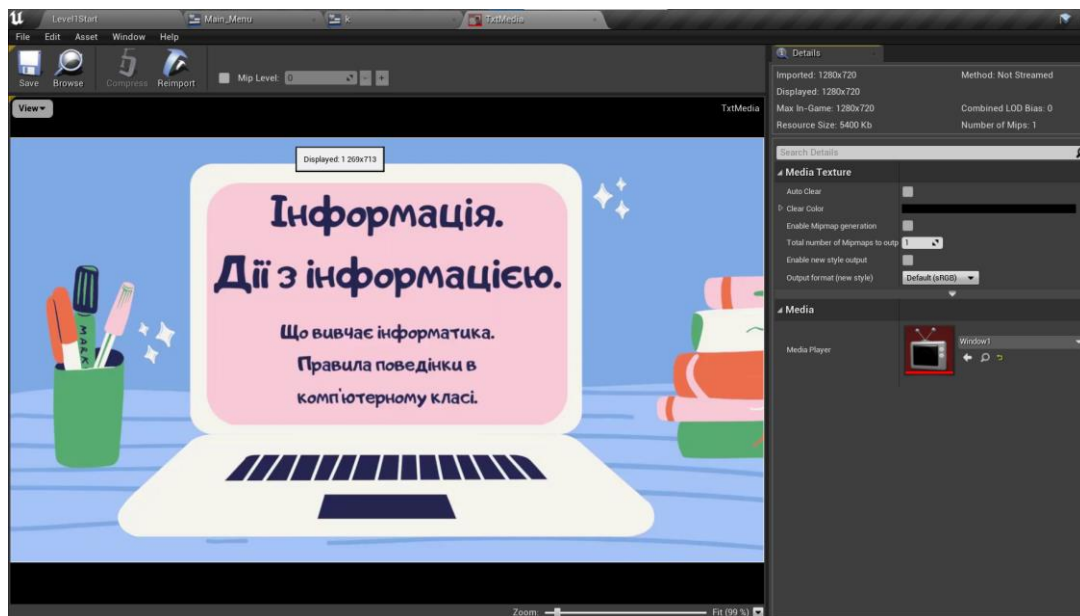 Level1Start
Main_Menu
k
TxtMedia
File Edit Asset Window Help
Save Browse Compress Reimport
Mip Level: 0
View
TxtMedia
Displayed: 1 269x713
Інформація.
Дії з інформацією.
Що вивчає інформатика.
Правила поведінки в
комп'ютерному класі.
MARK
Zoom: Fit (99 %)
Details
Imported: 1280x720 Method: Not Streamed
Displayed: 1280x720
Max In-Game: 1280x720 Combined LOD Bias: 0
Resource Size: 5400 Kb Number of Mips: 1
Search Details
Media Texture
Auto Clear
Clear Color
Enable Mipmap generation
Total number of Mipmaps to outp 1
Enable new style output
Output format (new style) Default (sRGB)
Media
Media Player Window1